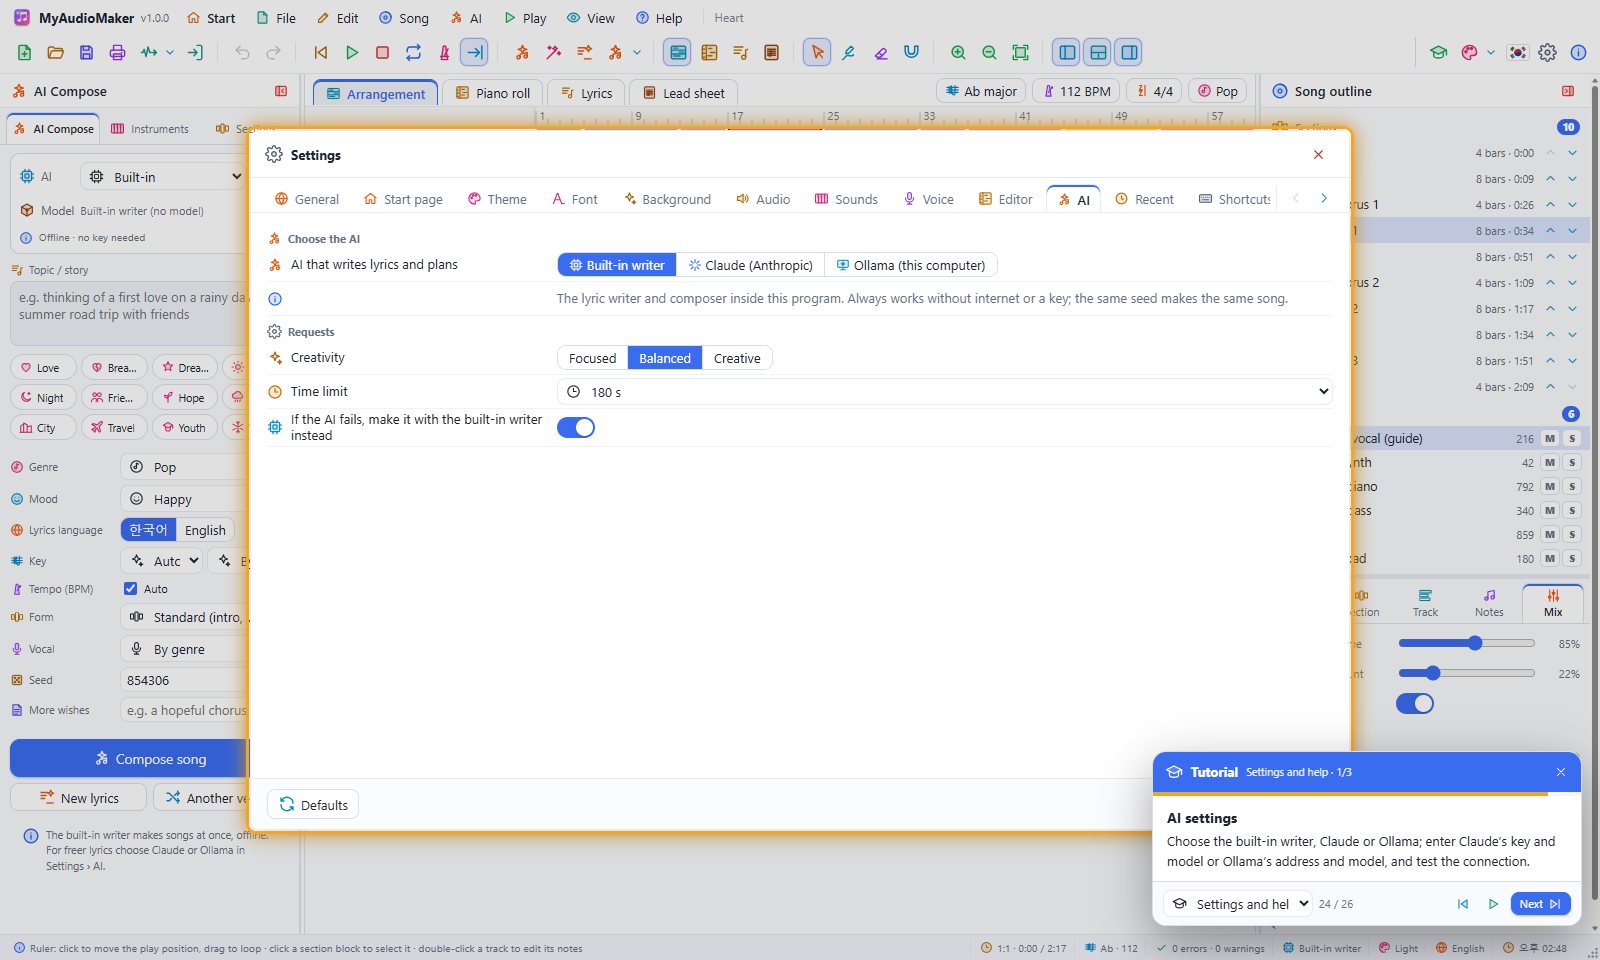 MyAudioMaker v1.0.0 Start File Edit Song AI Play View Help Heart
AI Compose
Arrangement Piano roll Lyrics Lead sheet
Ab major 112 BPM 4/4 Pop
Song outline
AI Compose Instruments
1 9 17 25 33 41 49 57
10
AI Built-in
Model Built-in writer (no model)
Offline · no key needed
Topic / story
e.g. thinking of a first love on a rainy
summer road trip with friends
Love Brea... Drea...
Night Frie... Hope
City Travel Youth
Genre Pop
Mood Happy
Lyrics language 한국어 English
Key Auto
Tempo (BPM) Auto
Form Standard (intro,
Vocal By genre
Seed 854306
More wishes e.g. a hopeful chorus
Compose song
New lyrics Another
The built-in writer makes songs at once, offline.
For freer lyrics choose Claude or Ollama in
Settings › AI.
Settings
General Start page Theme Font Background Audio Sounds Voice Editor AI Recent Shortcuts
Choose the AI
AI that writes lyrics and plans Built-in writer Claude (Anthropic) Ollama (this computer)
The lyric writer and composer inside this program. Always works without internet or a key; the same seed makes the same song.
Requests
Creativity Focused Balanced Creative
Time limit 180 s
If the AI fails, make it with the built-in writer
instead
Defaults
4 bars · 0:00
8 bars · 0:09
rus 1 4 bars · 0:26
1 8 bars · 0:34
8 bars · 0:51
rus 2 4 bars · 1:09
2 8 bars · 1:17
8 bars · 1:34
3 8 bars · 1:51
4 bars · 2:09
6
vocal (guide) 216 M S
42 M S
792 M S
340 M S
859 M S
180 M S
Track Notes Mix
85%
22%
Tutorial Settings and help · 1/3
AI settings
Choose the built-in writer, Claude or Ollama; enter Claude's key and
model or Ollama's address and model, and test the connection.
Settings and hel 24 / 26 Next
Ruler: click to move the play position, drag to loop · click a section block to select it · double-click a track to edit its notes
1:1 · 0:00 / 2:17 Ab · 112 0 errors · 0 warnings Built-in writer Light English 오후 02:48